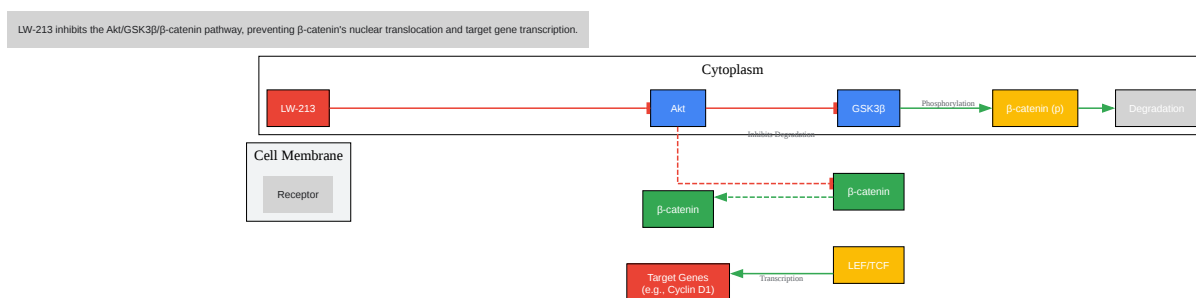 LW-213 inhibits the Akt/GSK3β/β-catenin pathway, preventing β-catenin's nuclear translocation and target gene transcription.
Cytoplasm
LW-213
Akt
GSK3β
Phosphorylation
β-catenin (p)
Degradation
Inhibits Degradation
Cell Membrane
Receptor
β-catenin
β-catenin
LEF/TCF
Target Genes
(e.g., Cyclin D1)
Transcription